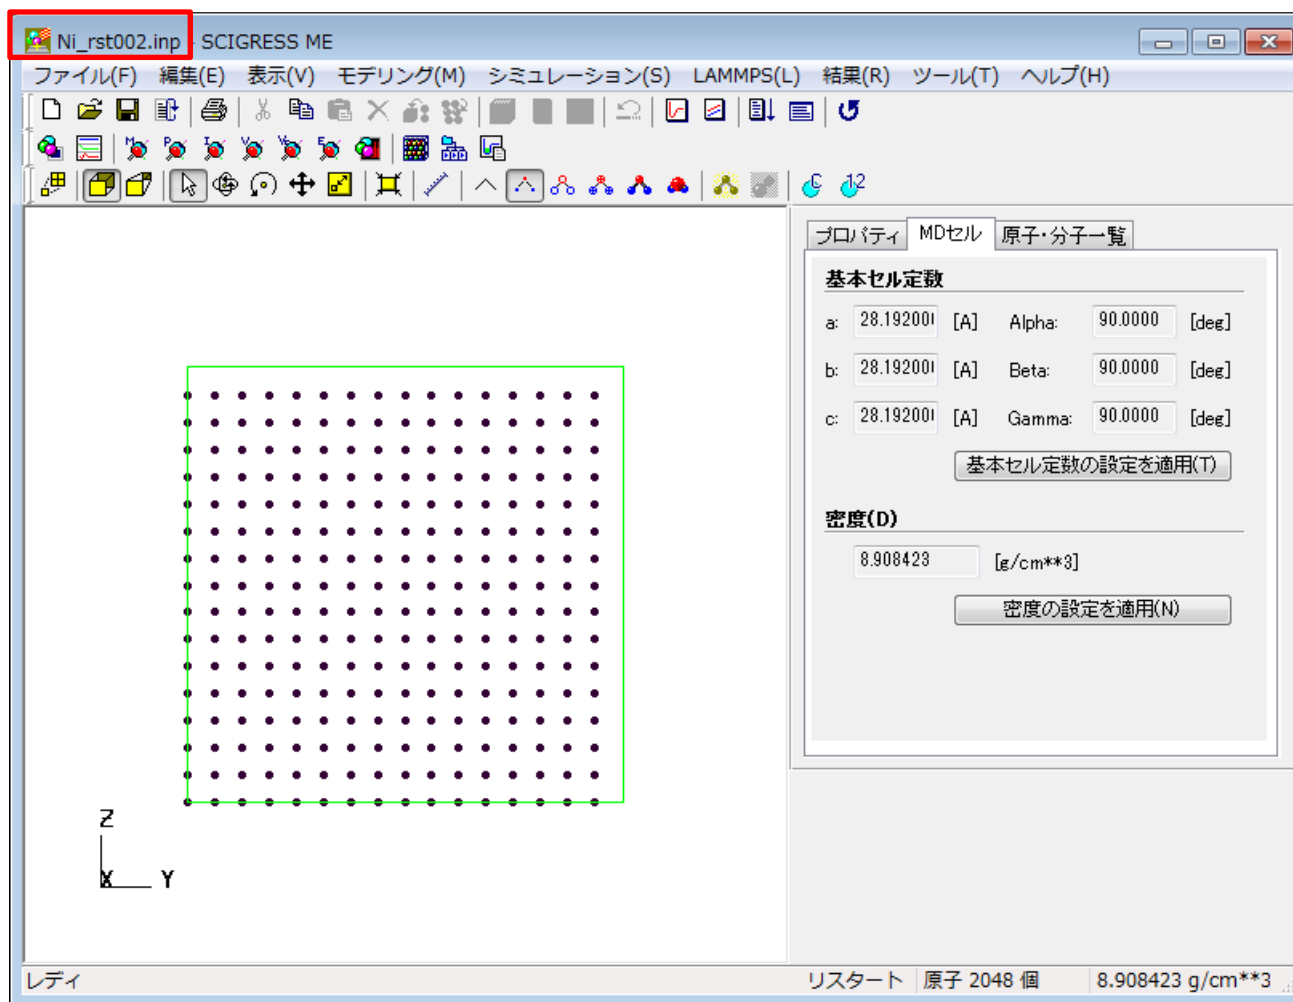 Ni_rst002.inp - SCIGRESS ME
ファイル(F) 編集(E) 表示(V) モデリング(M) シミュレーション(S) LAMMPS(L) 結果(R) ツール(T) ヘルプ(H)
プロパティ MDセル 原子・分子一覧
基本セル定数
a: 28.192001 [A] Alpha: 90.0000 [deg]
b: 28.192001 [A] Beta: 90.0000 [deg]
c: 28.192001 [A] Gamma: 90.0000 [deg]
基本セル定数の設定を適用(T)
密度(D)
8.908423 [g/cm**3]
密度の設定を適用(N)
Z
X Y
レディ リスタート 原子 2048 個 8.908423 g/cm**3